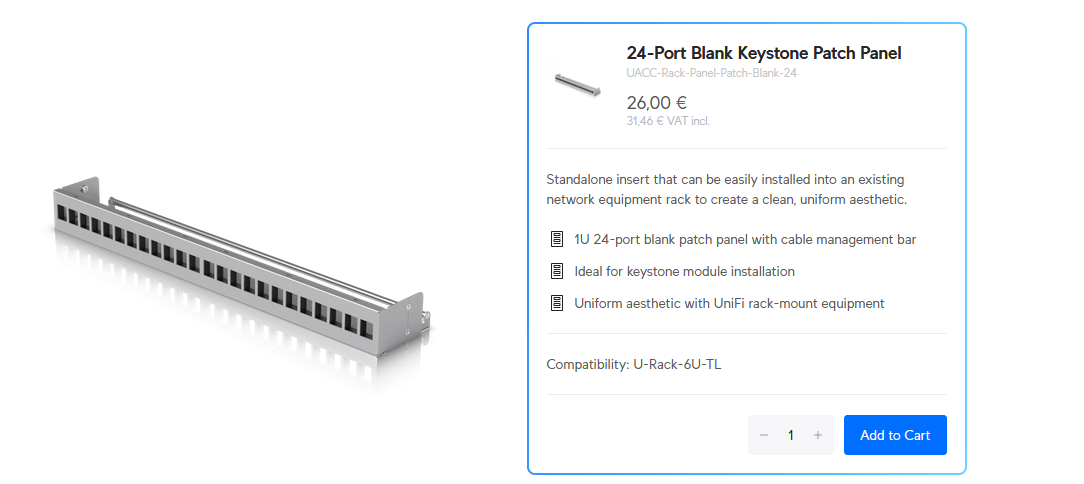 24-Port Blank Keystone Patch Panel
UACC-Rack-Panel-Patch-Blank-24
26,00 €
31,46 € VAT incl.
Standalone insert that can be easily installed into an existing
network equipment rack to create a clean, uniform aesthetic.
1U 24-port blank patch panel with cable management bar
Ideal for keystone module installation
Uniform aesthetic with UniFi rack-mount equipment
Compatibility: U-Rack-6U-TL
− 1 + Add to Cart